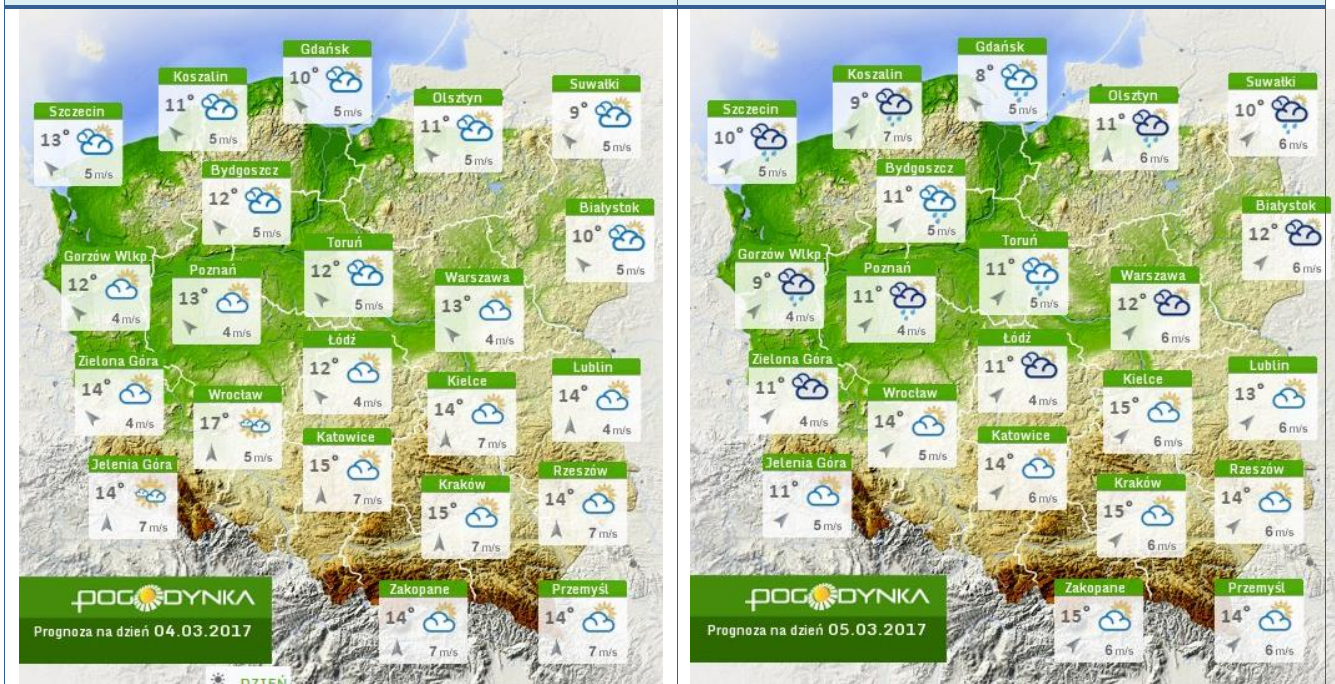 Gdańsk
10°
5 m/s
Koszalin
11°
5 m/s
Suwałki
9°
5 m/s
Szczecin
13°
5 m/s
Olsztyn
11°
5 m/s
Bydgoszcz
12°
5 m/s
Białystok
10°
5 m/s
Toruń
12°
5 m/s
Gorzów Wlkp.
12°
4 m/s
Poznań
13°
4 m/s
Warszawa
13°
4 m/s
Łódź
12°
4 m/s
Zielona Góra
14°
4 m/s
Lublin
14°
4 m/s
Kielce
14°
7 m/s
Wrocław
17°
5 m/s
Katowice
15°
7 m/s
Jelenia Góra
14°
7 m/s
Rzeszów
14°
7 m/s
Kraków
15°
7 m/s
Zakopane
14°
7 m/s
Przemyśl
14°
7 m/s
POGODYNKA
Prognoza na dzień 04.03.2017
DZIEŃ
Gdańsk
8°
5 m/s
Koszalin
9°
7 m/s
Suwałki
10°
6 m/s
Szczecin
10°
5 m/s
Olsztyn
11°
6 m/s
Bydgoszcz
11°
5 m/s
Białystok
12°
6 m/s
Toruń
11°
5 m/s
Gorzów Wlkp.
9°
4 m/s
Poznań
11°
4 m/s
Warszawa
12°
6 m/s
Łódź
11°
4 m/s
Zielona Góra
11°
4 m/s
Lublin
13°
6 m/s
Kielce
15°
6 m/s
Wrocław
14°
5 m/s
Katowice
14°
6 m/s
Jelenia Góra
11°
5 m/s
Rzeszów
14°
6 m/s
Kraków
15°
6 m/s
Zakopane
15°
6 m/s
Przemyśl
14°
6 m/s
POGODYNKA
Prognoza na dzień 05.03.2017